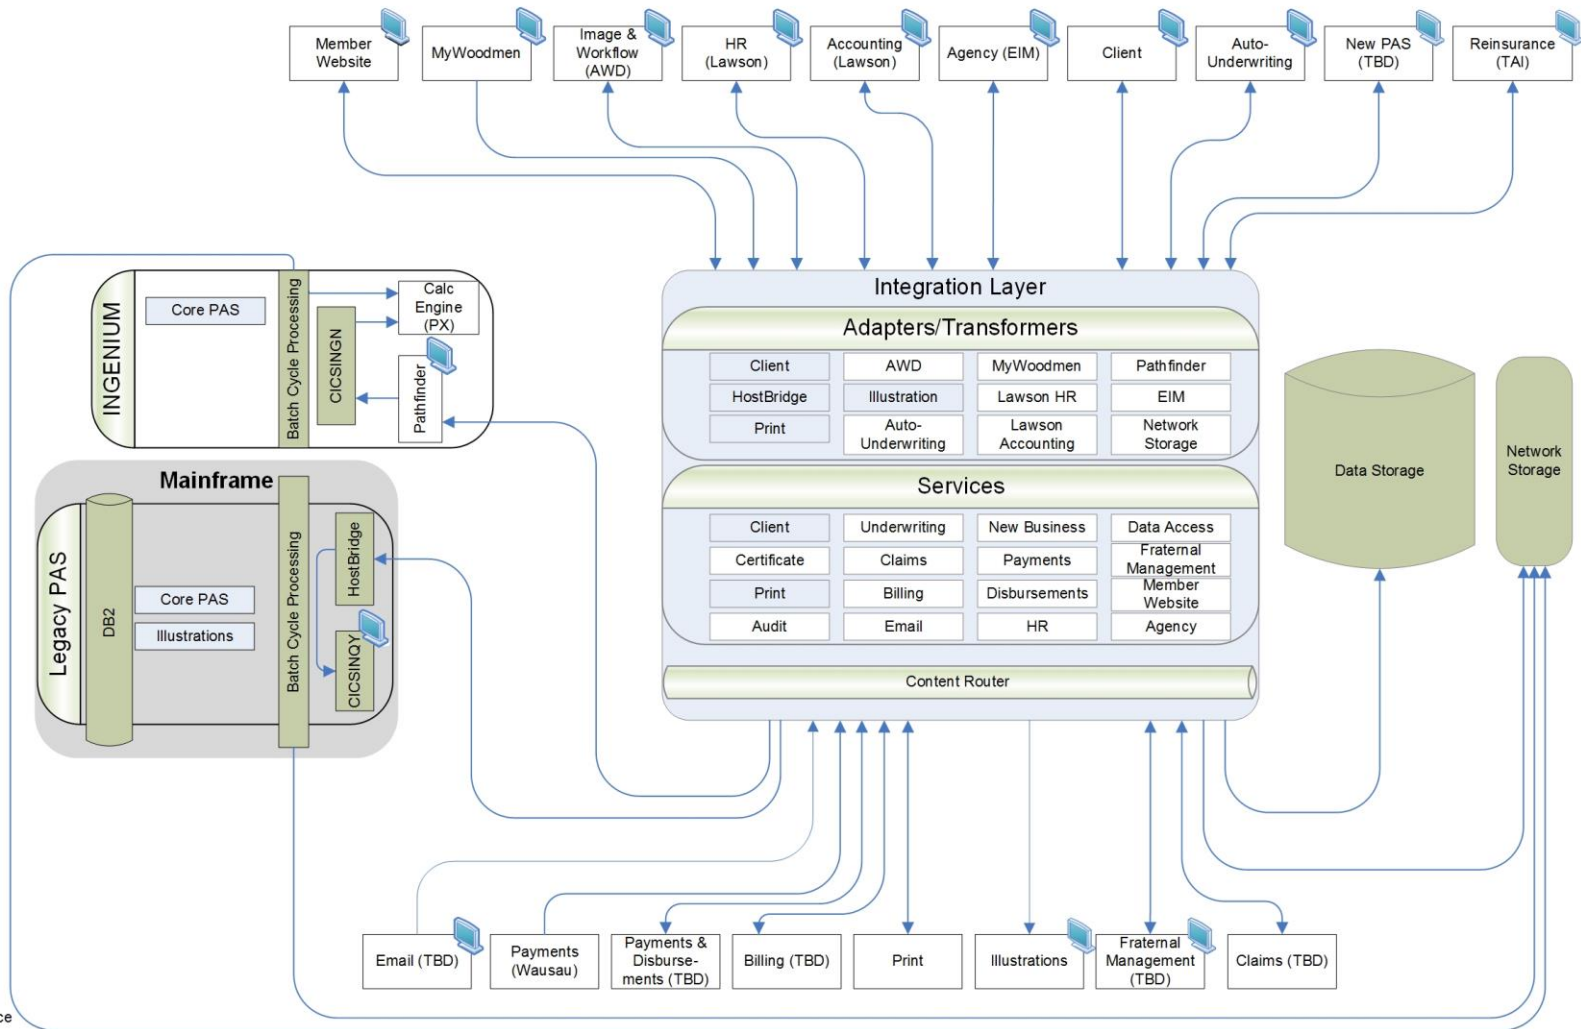 Member
Website
MyWoodmen
Image &
Workflow
(AWD)
HR
(Lawson)
Accounting
(Lawson)
Agency (EIM)
Client
Auto-
Underwriting
New PAS
(TBD)
Reinsurance
(TAI)
INGENIUM
Core PAS
Batch Cycle Processing
CICSINGN
Calc
Engine
(PX)
Pathfinder
Mainframe
Legacy PAS
DB2
Core PAS
Illustrations
Batch Cycle Processing
HostBridge
CICSINQY
Integration Layer
Adapters/Transformers
Client
AWD
MyWoodmen
Pathfinder
HostBridge
Illustration
Lawson HR
EIM
Print
Auto-
Underwriting
Lawson
Accounting
Network
Storage
Services
Client
Underwriting
New Business
Data Access
Certificate
Claims
Payments
Fraternal
Management
Print
Billing
Disbursements
Member
Website
Audit
Email
HR
Agency
Content Router
Data Storage
Network
Storage
Email (TBD)
Payments
(Wausau)
Payments &
Disburse-
ments (TBD)
Billing (TBD)
Print
Illustrations
Fraternal
Management
(TBD)
Claims (TBD)
ce